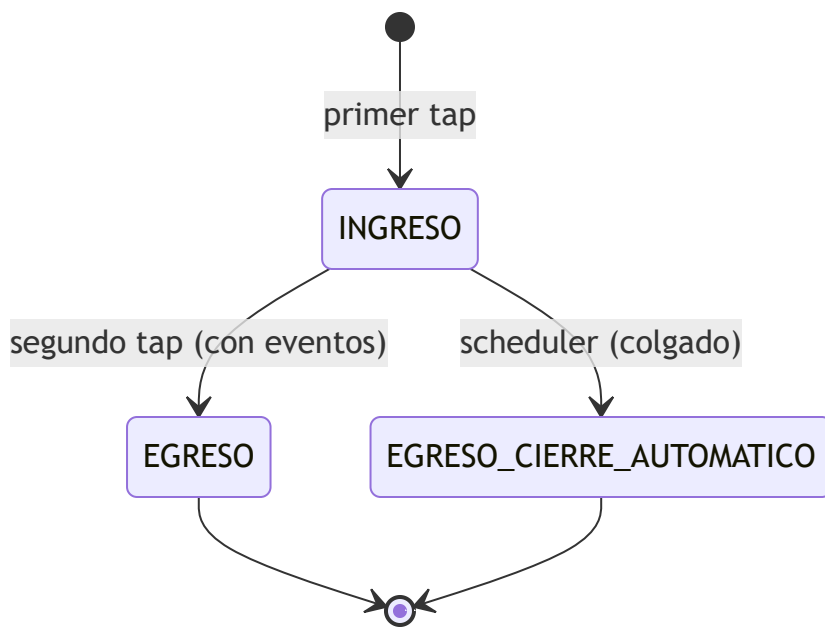 primer tap
INGRESO
segundo tap (con eventos)
scheduler (colgado)
EGRESO
EGRESO_CIERRE_AUTOMATICO